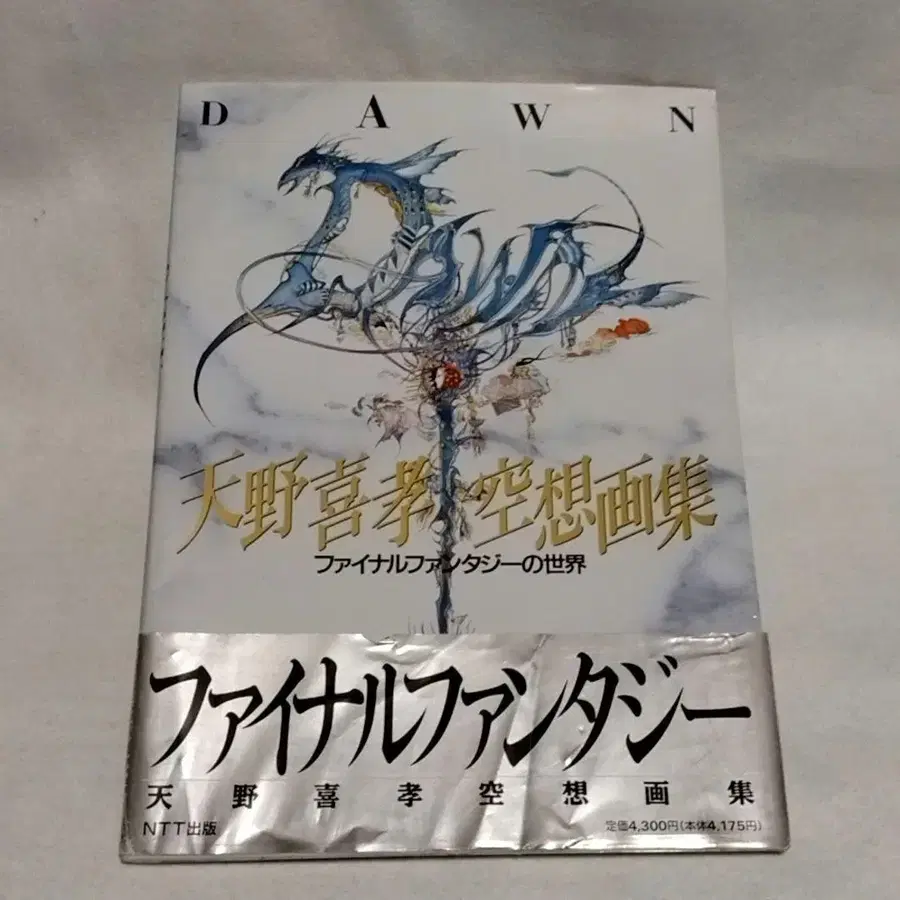 DAWN
Dawn
天野喜孝 空想画集
ファイナルファンタジーの世界
ファイナルファンタジー
天野喜孝空想画集
NTT出版
定価4,300円(本体4,175円)